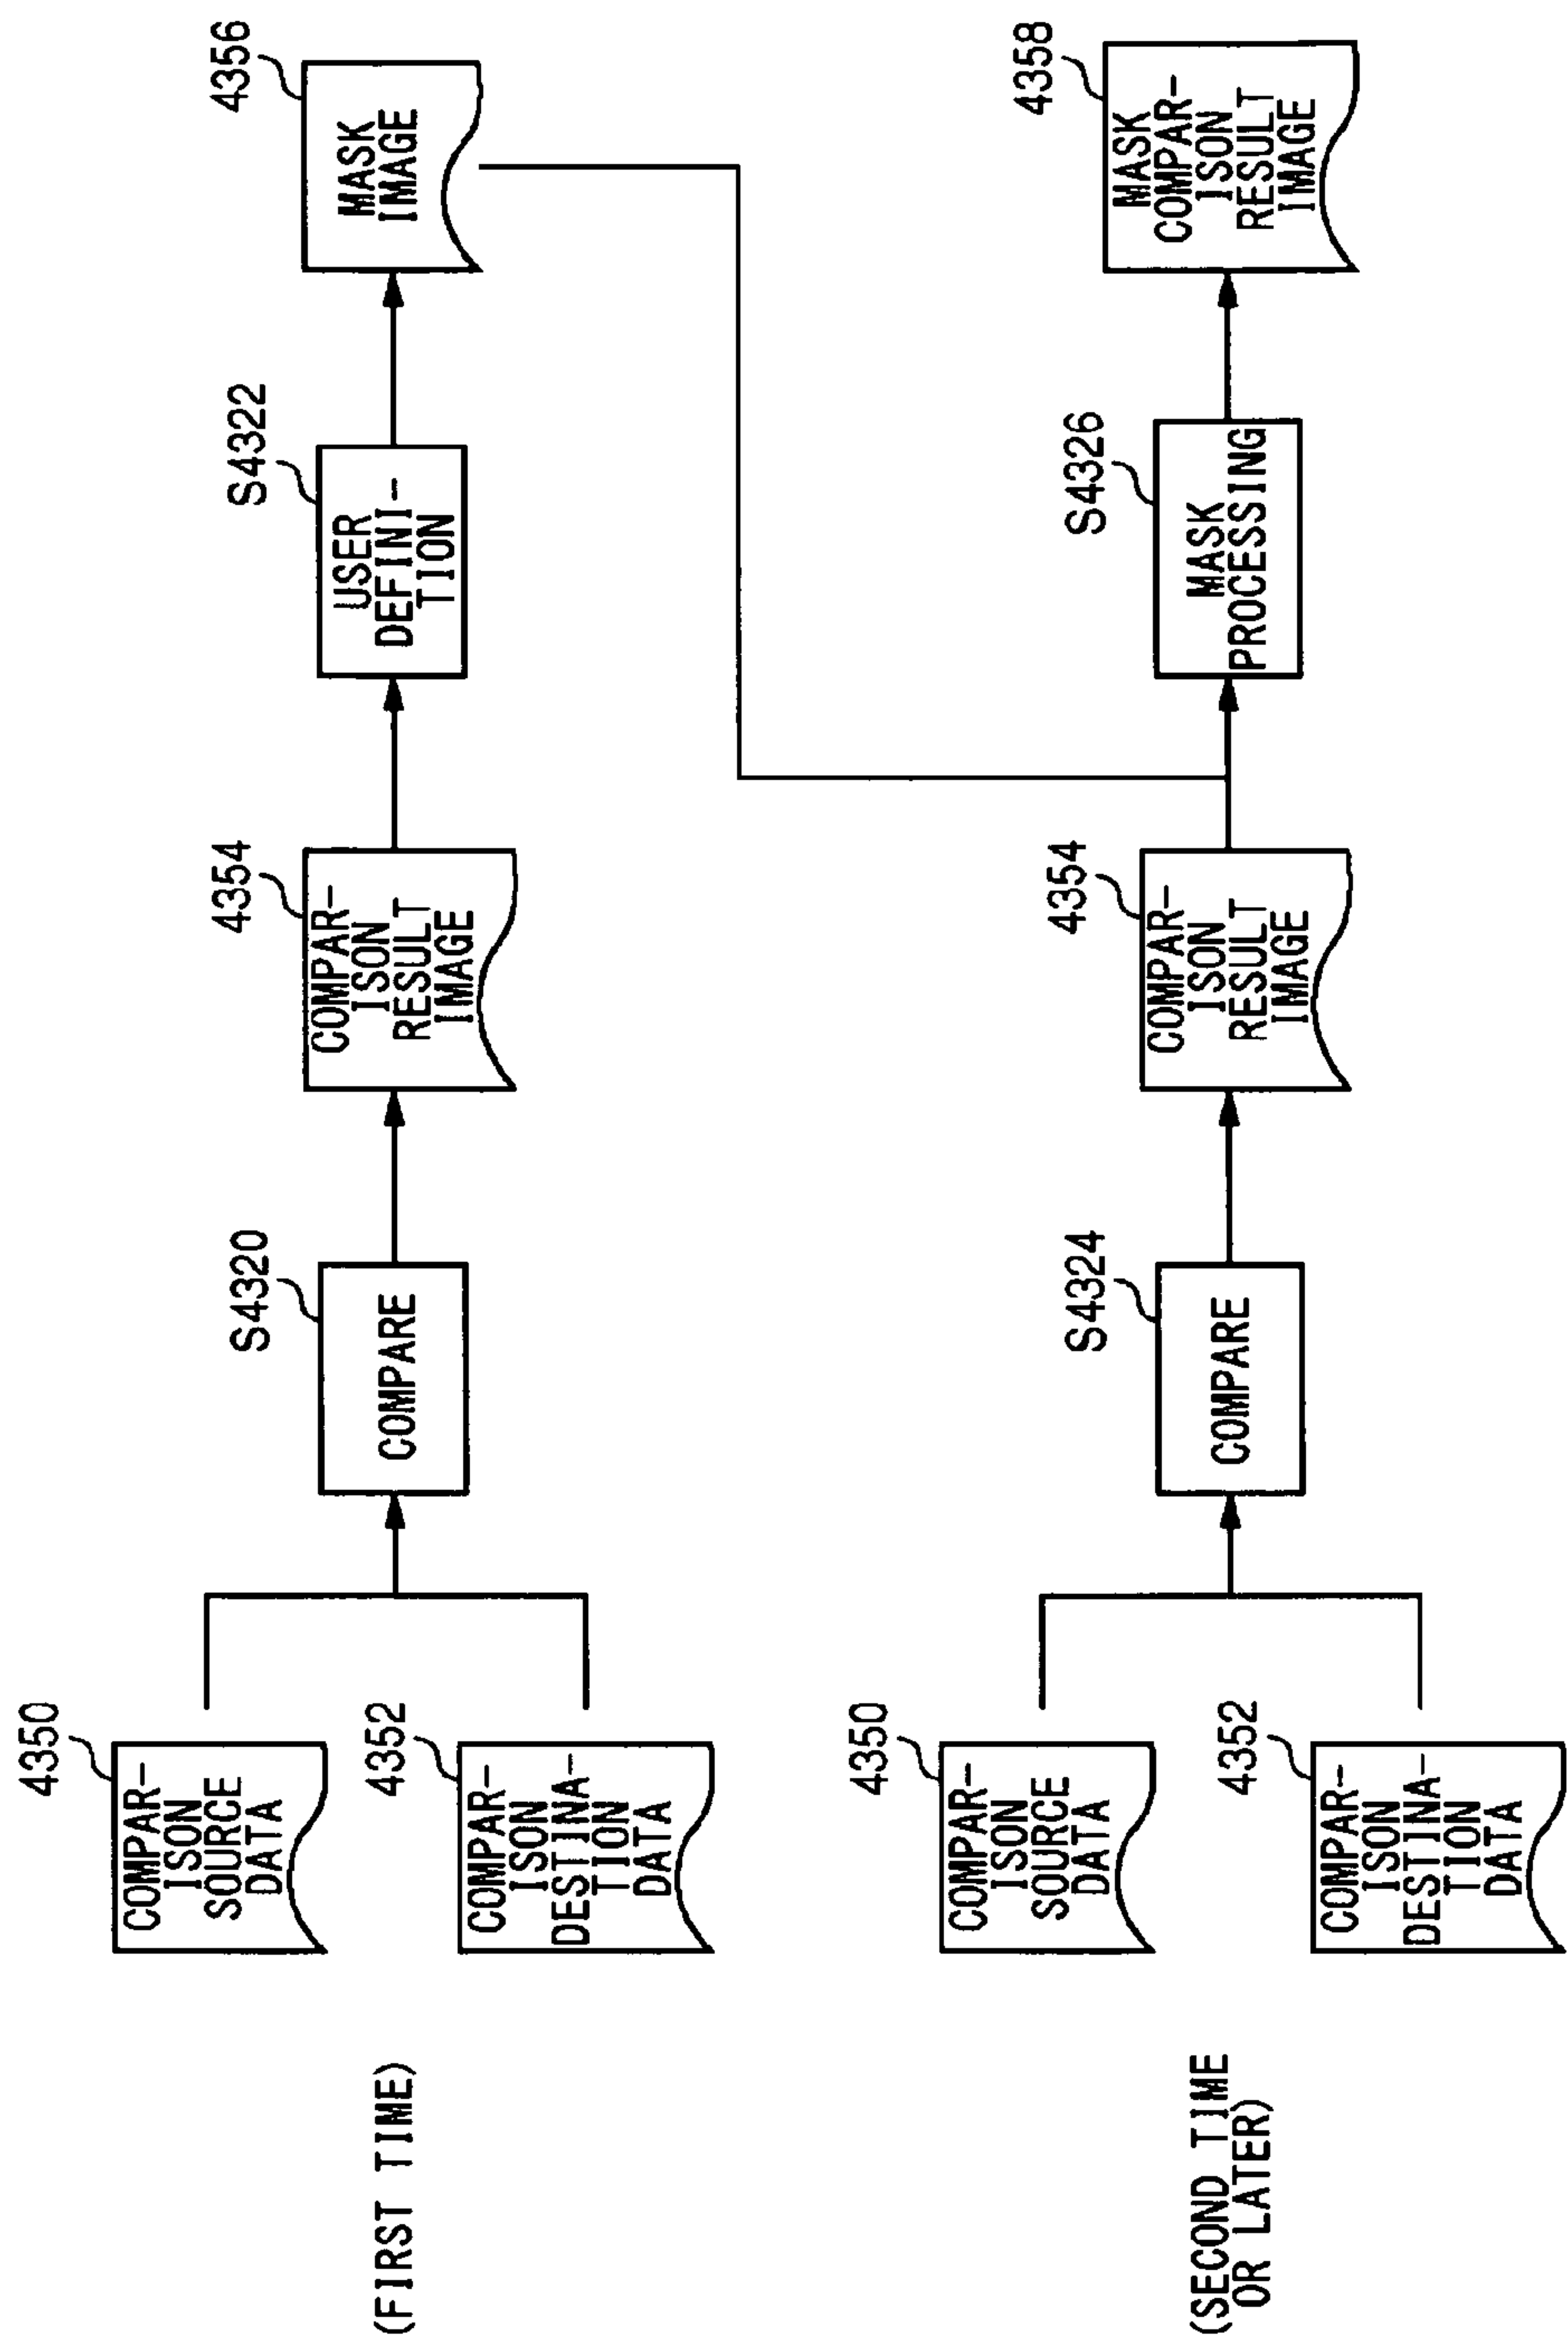 (FIRST TIME)
4350
COMPAR-
ISON
SOURCE
DATA
4352
COMPAR-
ISON
DESTINA-
TION
DATA
S4320
COMPARE
4354
COMPAR-
ISON
RESULT
IMAGE
S4322
USER
DEFINI-
TION
4356
MASK
IMAGE
(SECOND TIME
OR LATER)
4350
COMPAR-
ISON
SOURCE
DATA
4352
COMPAR-
ISON
DESTINA-
TION
DATA
S4324
COMPARE
4354
COMPAR-
ISON
RESULT
IMAGE
S4326
MASK
PROCESSING
4358
MASK
COMPAR-
ISON
RESULT
IMAGE